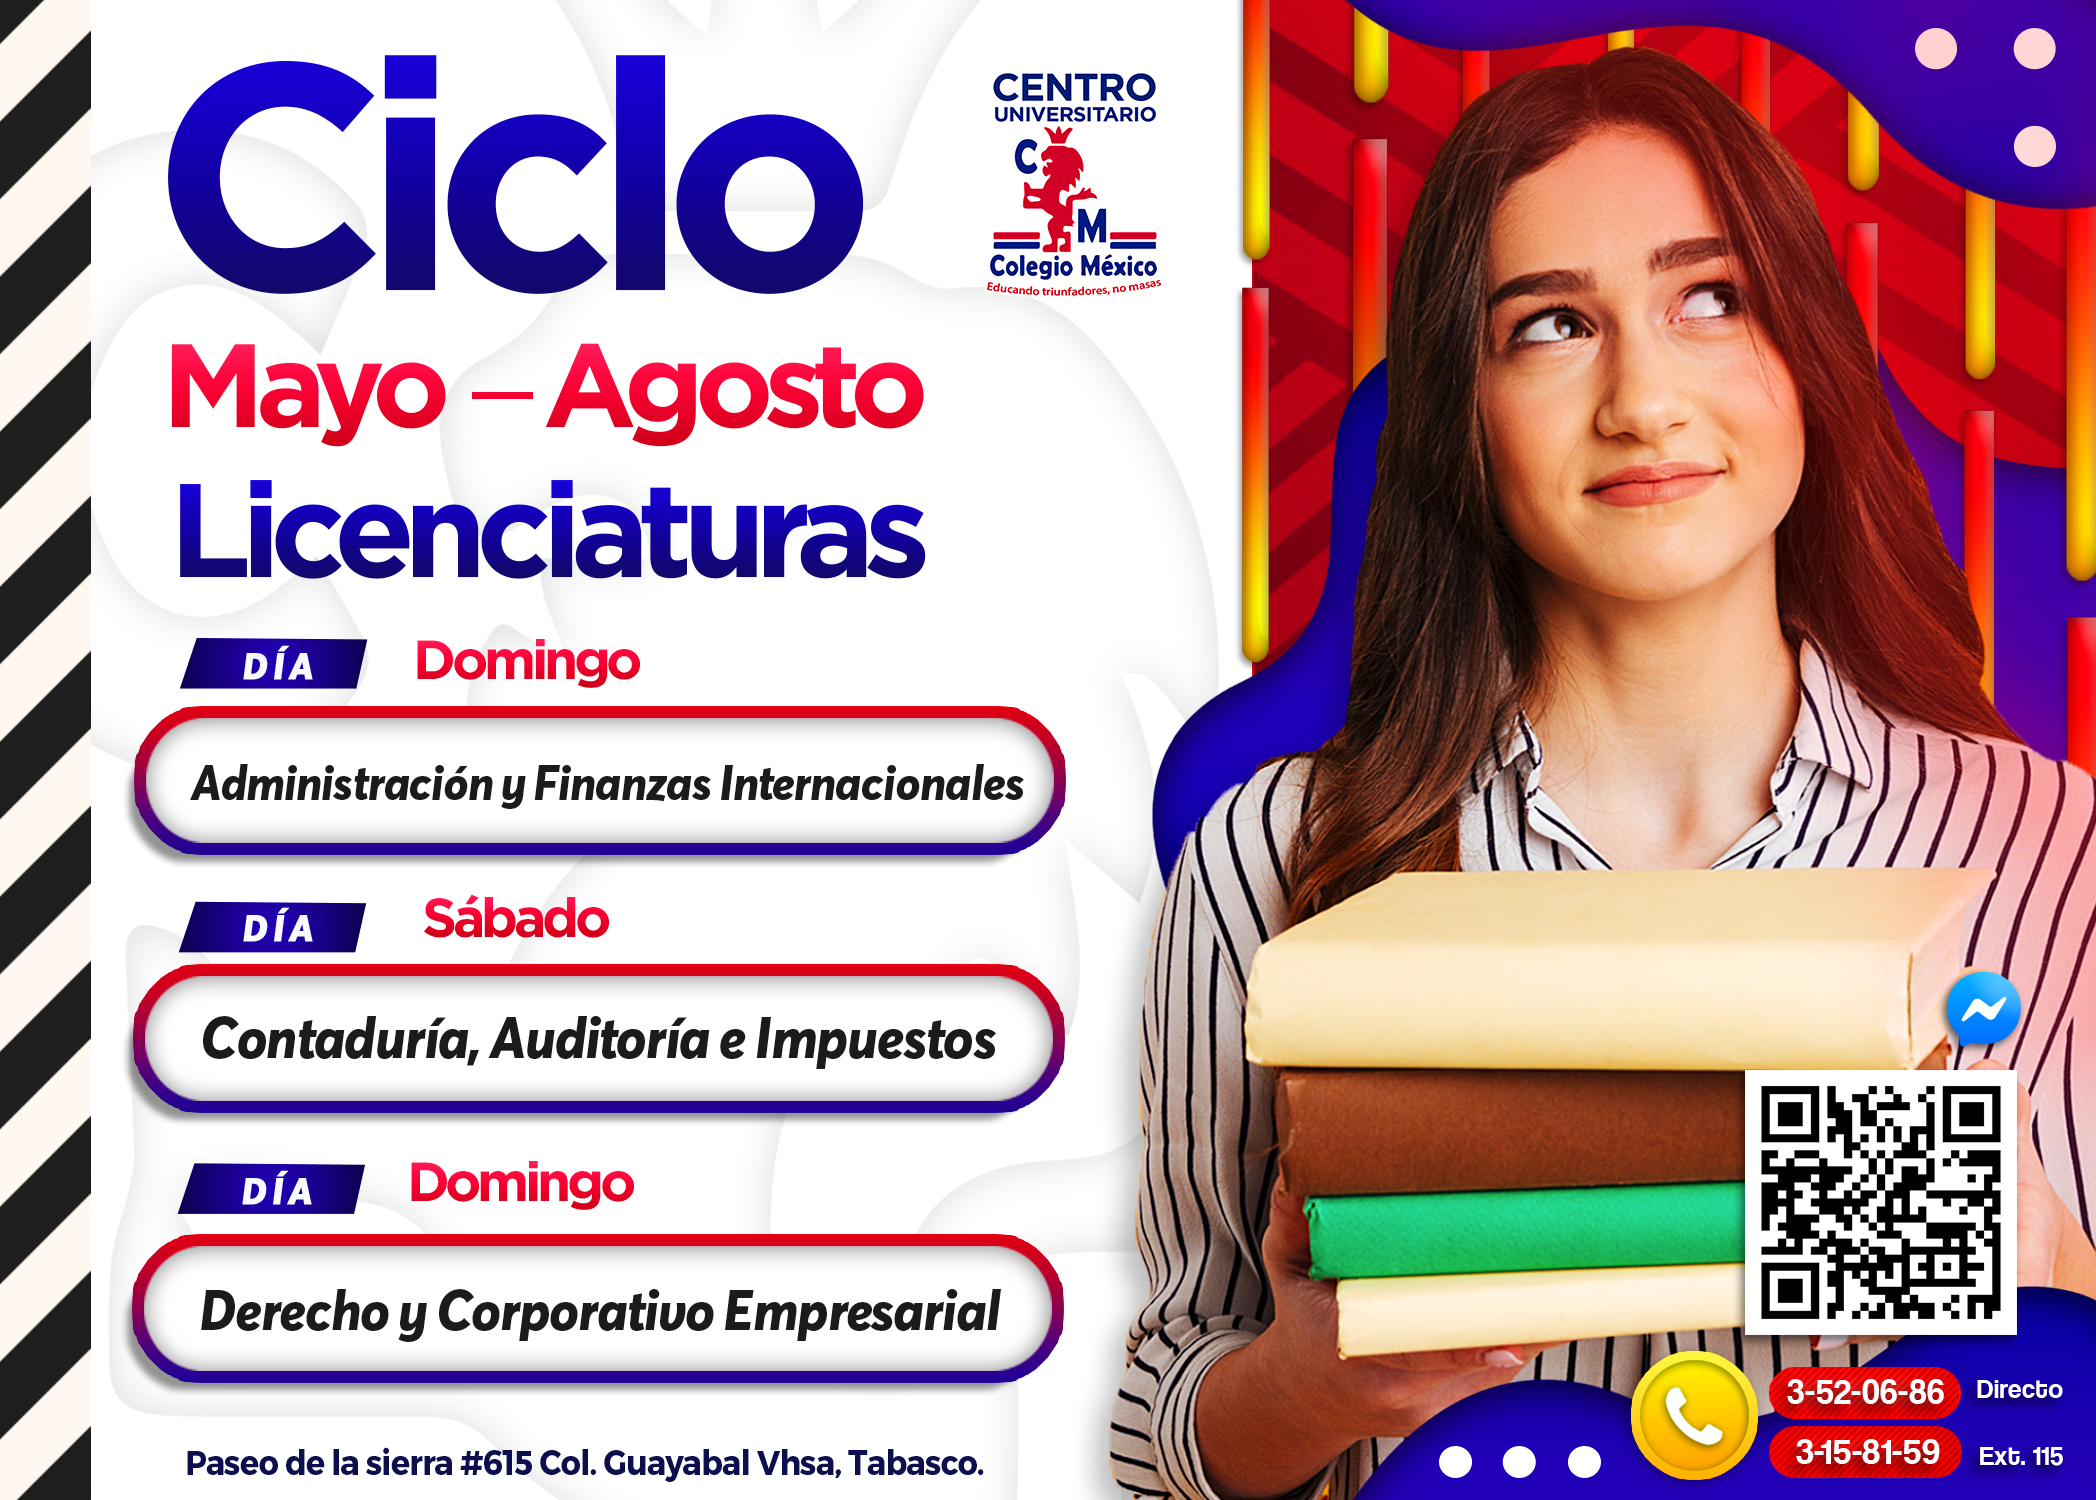 Ciclo
CENTRO
UNIVERSITARIO
C
M
Colegio México
Educando triunfadores, no masas
Mayo – Agosto
Licenciaturas
DÍA Domingo
Administración y Finanzas Internacionales
DÍA Sábado
Contaduría, Auditoría e Impuestos
DÍA Domingo
Derecho y Corporativo Empresarial
Paseo de la sierra #615 Col. Guayabal Vhsa, Tabasco.
3-52-06-86 Directo
3-15-81-59 Ext. 115